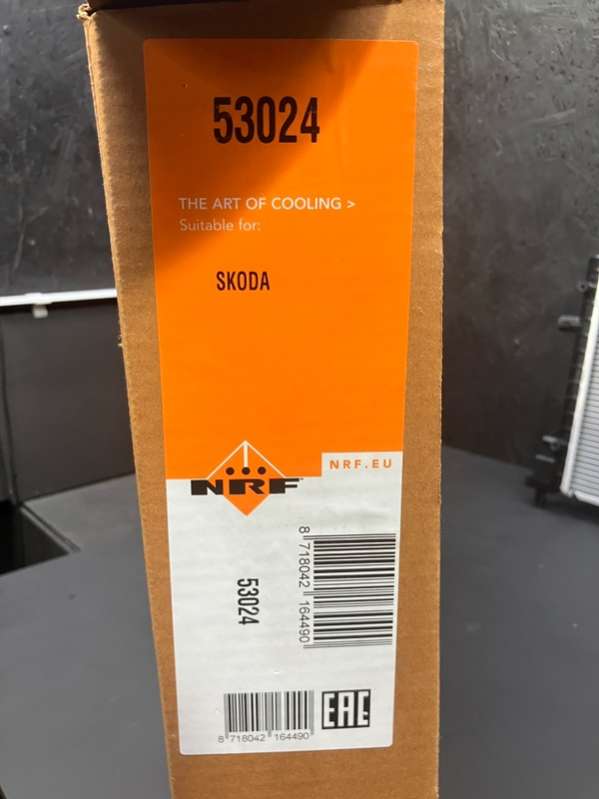 53024
THE ART OF COOLING >
Suitable for:
SKODA
NRF.EU
NRF
8 718042 164490
53024
EAC
8 718042 164490